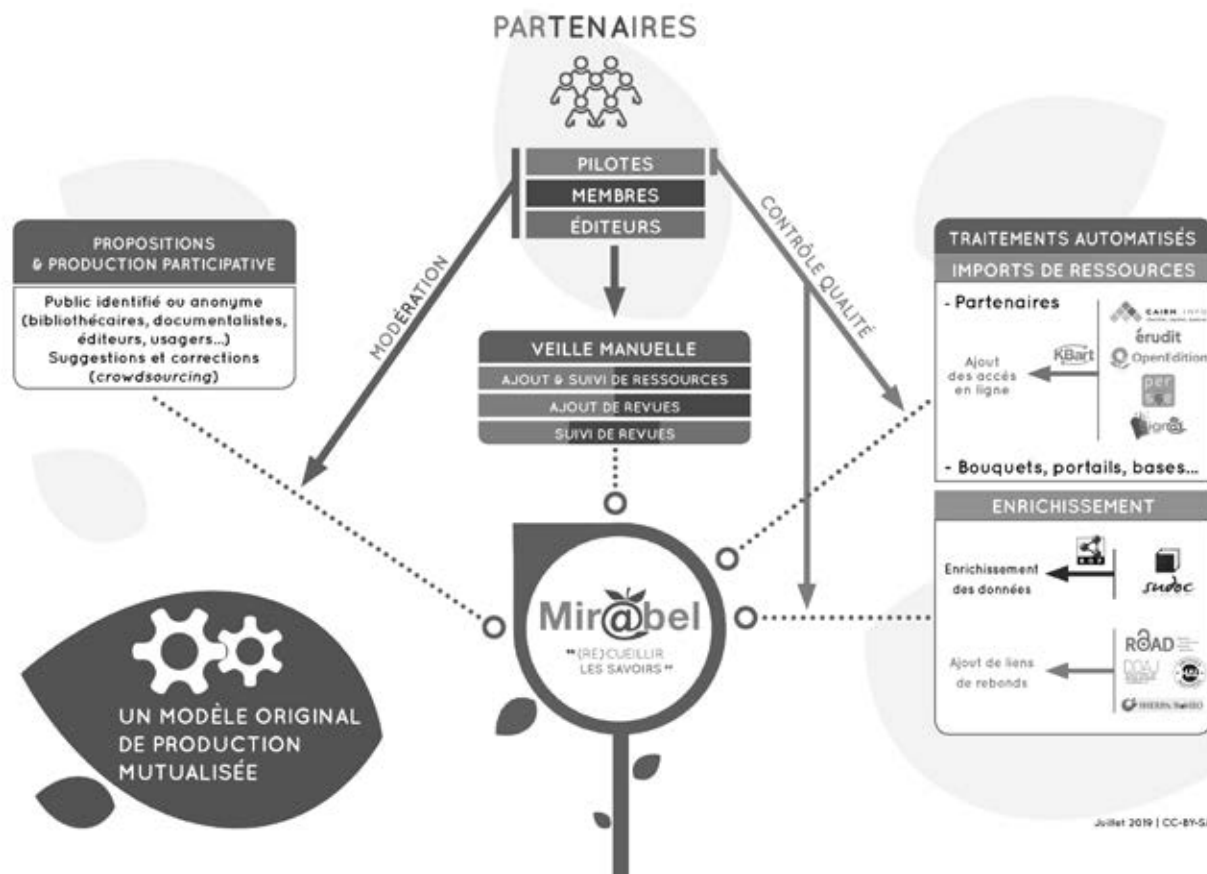 PARTENAIRES
PILOTES
MEMBRES
ÉDITEURS
MODÉRATION
CONTRÔLE QUALITÉ
PROPOSITIONS
& PRODUCTION PARTICIPATIVE
Public identifié ou anonyme
(bibliothécaires, documentalistes,
éditeurs, usagers...)
Suggestions et corrections
(crowdsourcing)
VEILLE MANUELLE
AJOUT & SUIVI DE RESSOURCES
AJOUT DE REVUES
SUIVI DE REVUES
TRAITEMENTS AUTOMATISÉS
IMPORTS DE RESSOURCES
- Partenaires
CAIRN INFO
érudit
KBart
OpenEdition
Ajout
des accès
en ligne
per
- Bouquets, portails, bases...
ENRICHISSEMENT
Enrichissement
des données
sudoc
ROAD
DOAJ
Ajout de liens
de rebonds
Mir@bel
"(RE)CUEILLIR
LES SAVOIRS"
UN MODÈLE ORIGINAL
DE PRODUCTION
MUTUALISÉE
Juillet 2019 | CC-BY-S